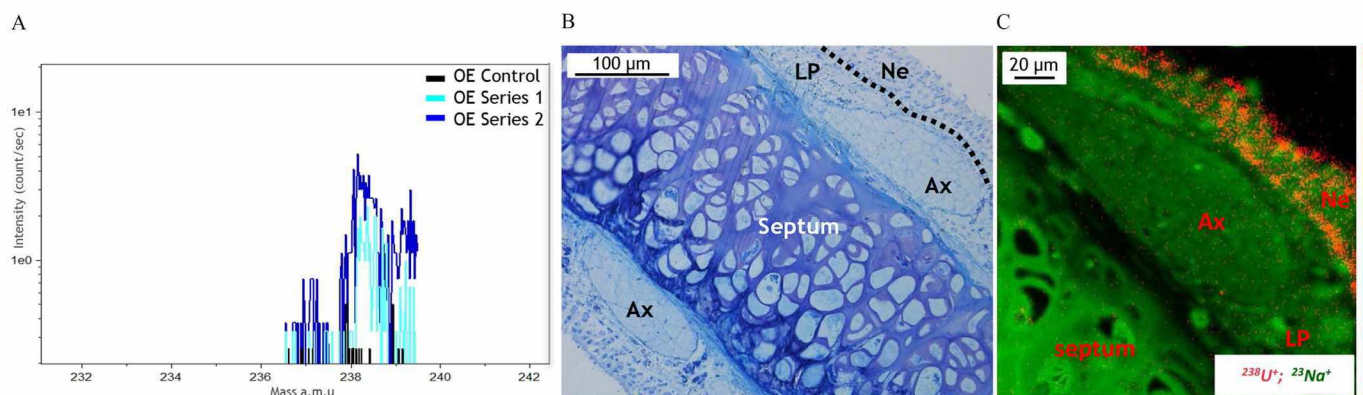 A
Intensity (count/sec)
1e1
1e0
OE Control
OE Series 1
OE Series 2
232
234
236
238
240
242
Mass a.m.u
B
100 µm
LP
Ne
Ax
Septum
Ax
C
20 µm
Ne
Ax
LP
septum
²³⁸U⁺; ²³Na⁺